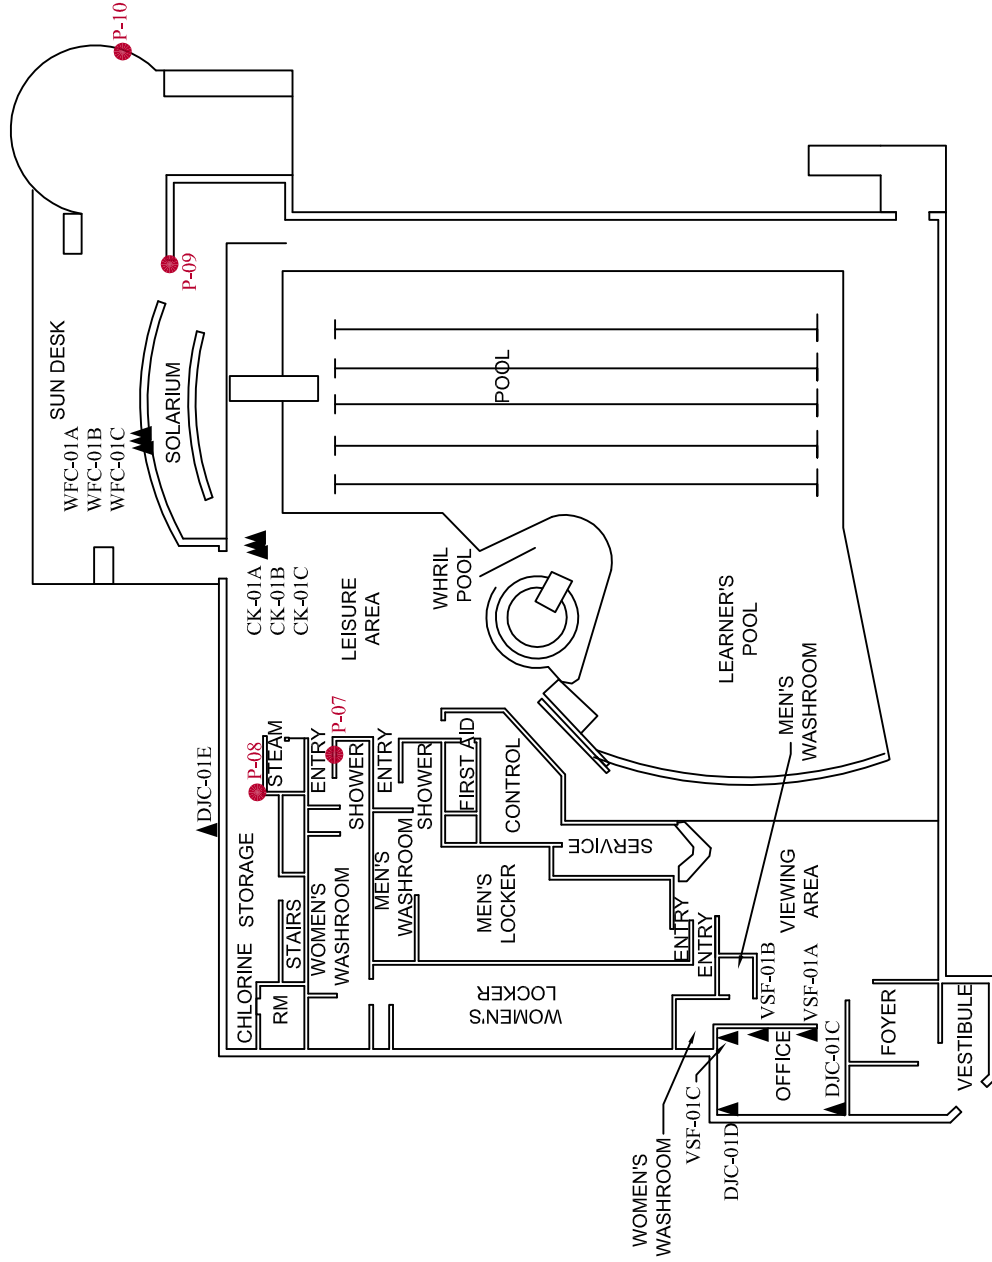 P-10
P-09
SUN DESK
WFC-01A
WFC-01B
WFC-01C
SOLARIUM
POOL
CK-01A
CK-01B
CK-01C
LEISURE
AREA
WHRIL
POOL
LEARNER'S
POOL
MEN'S
WASHROOM
DJC-01E
P-08
STEAM
P-07
ENTRY
SHOWER
ENTRY
SHOWER
FIRST AID
CONTROL
SERVICE
CHLORINE STORAGE
STAIRS
RM
WOMEN'S
WASHROOM
MEN'S
WASHROOM
MEN'S
LOCKER
WOMEN'S
LOCKER
ENTRY
ENTRY
VIEWING
AREA
VSF-01B
VSF-01A
VSF-01C
DJC-01C
DJC-01D
OFFICE
FOYER
VESTIBULE
WOMEN'S
WASHROOM